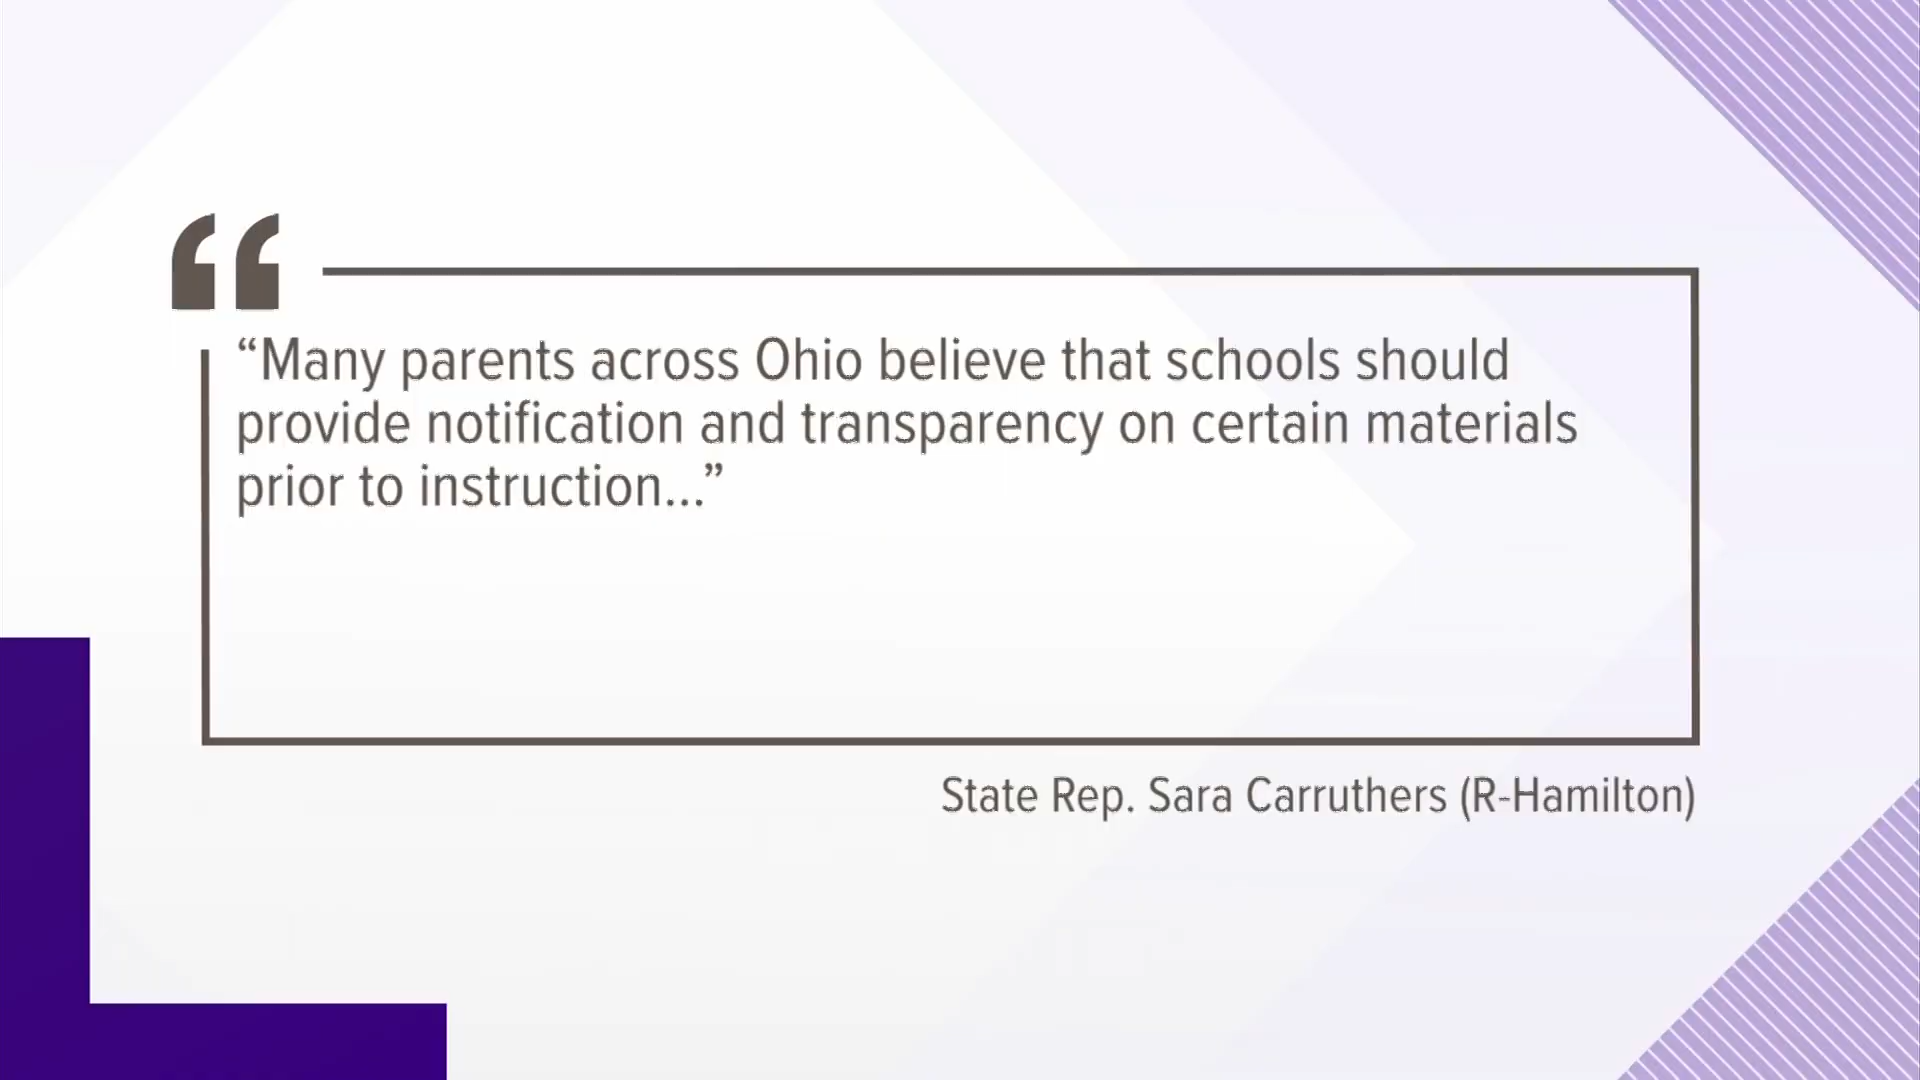 “Many parents across Ohio believe that schools should
provide notification and transparency on certain materials
prior to instruction...”
State Rep. Sara Carruthers (R-Hamilton)